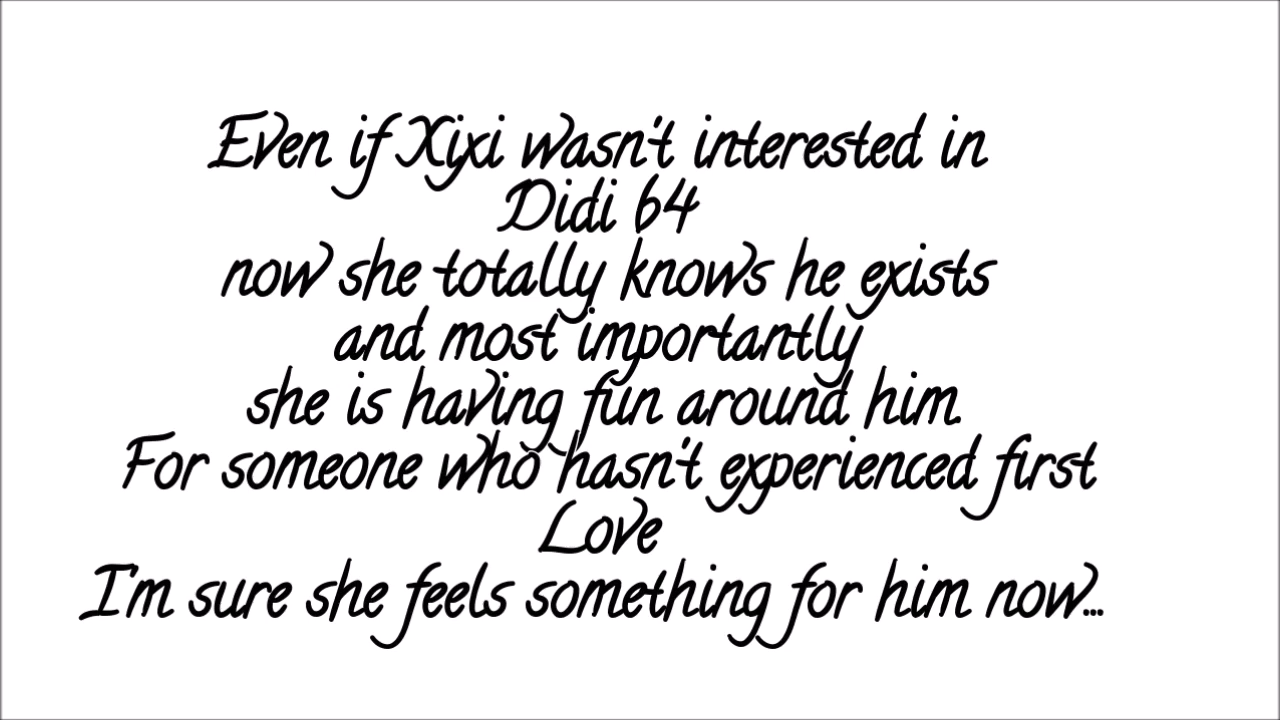 Even if Xixi wasn't interested in
Didi 64
now she totally knows he exists
and most importantly
she is having fun around him.
For someone who hasn't experienced first
Love
I'm sure she feels something for him now...